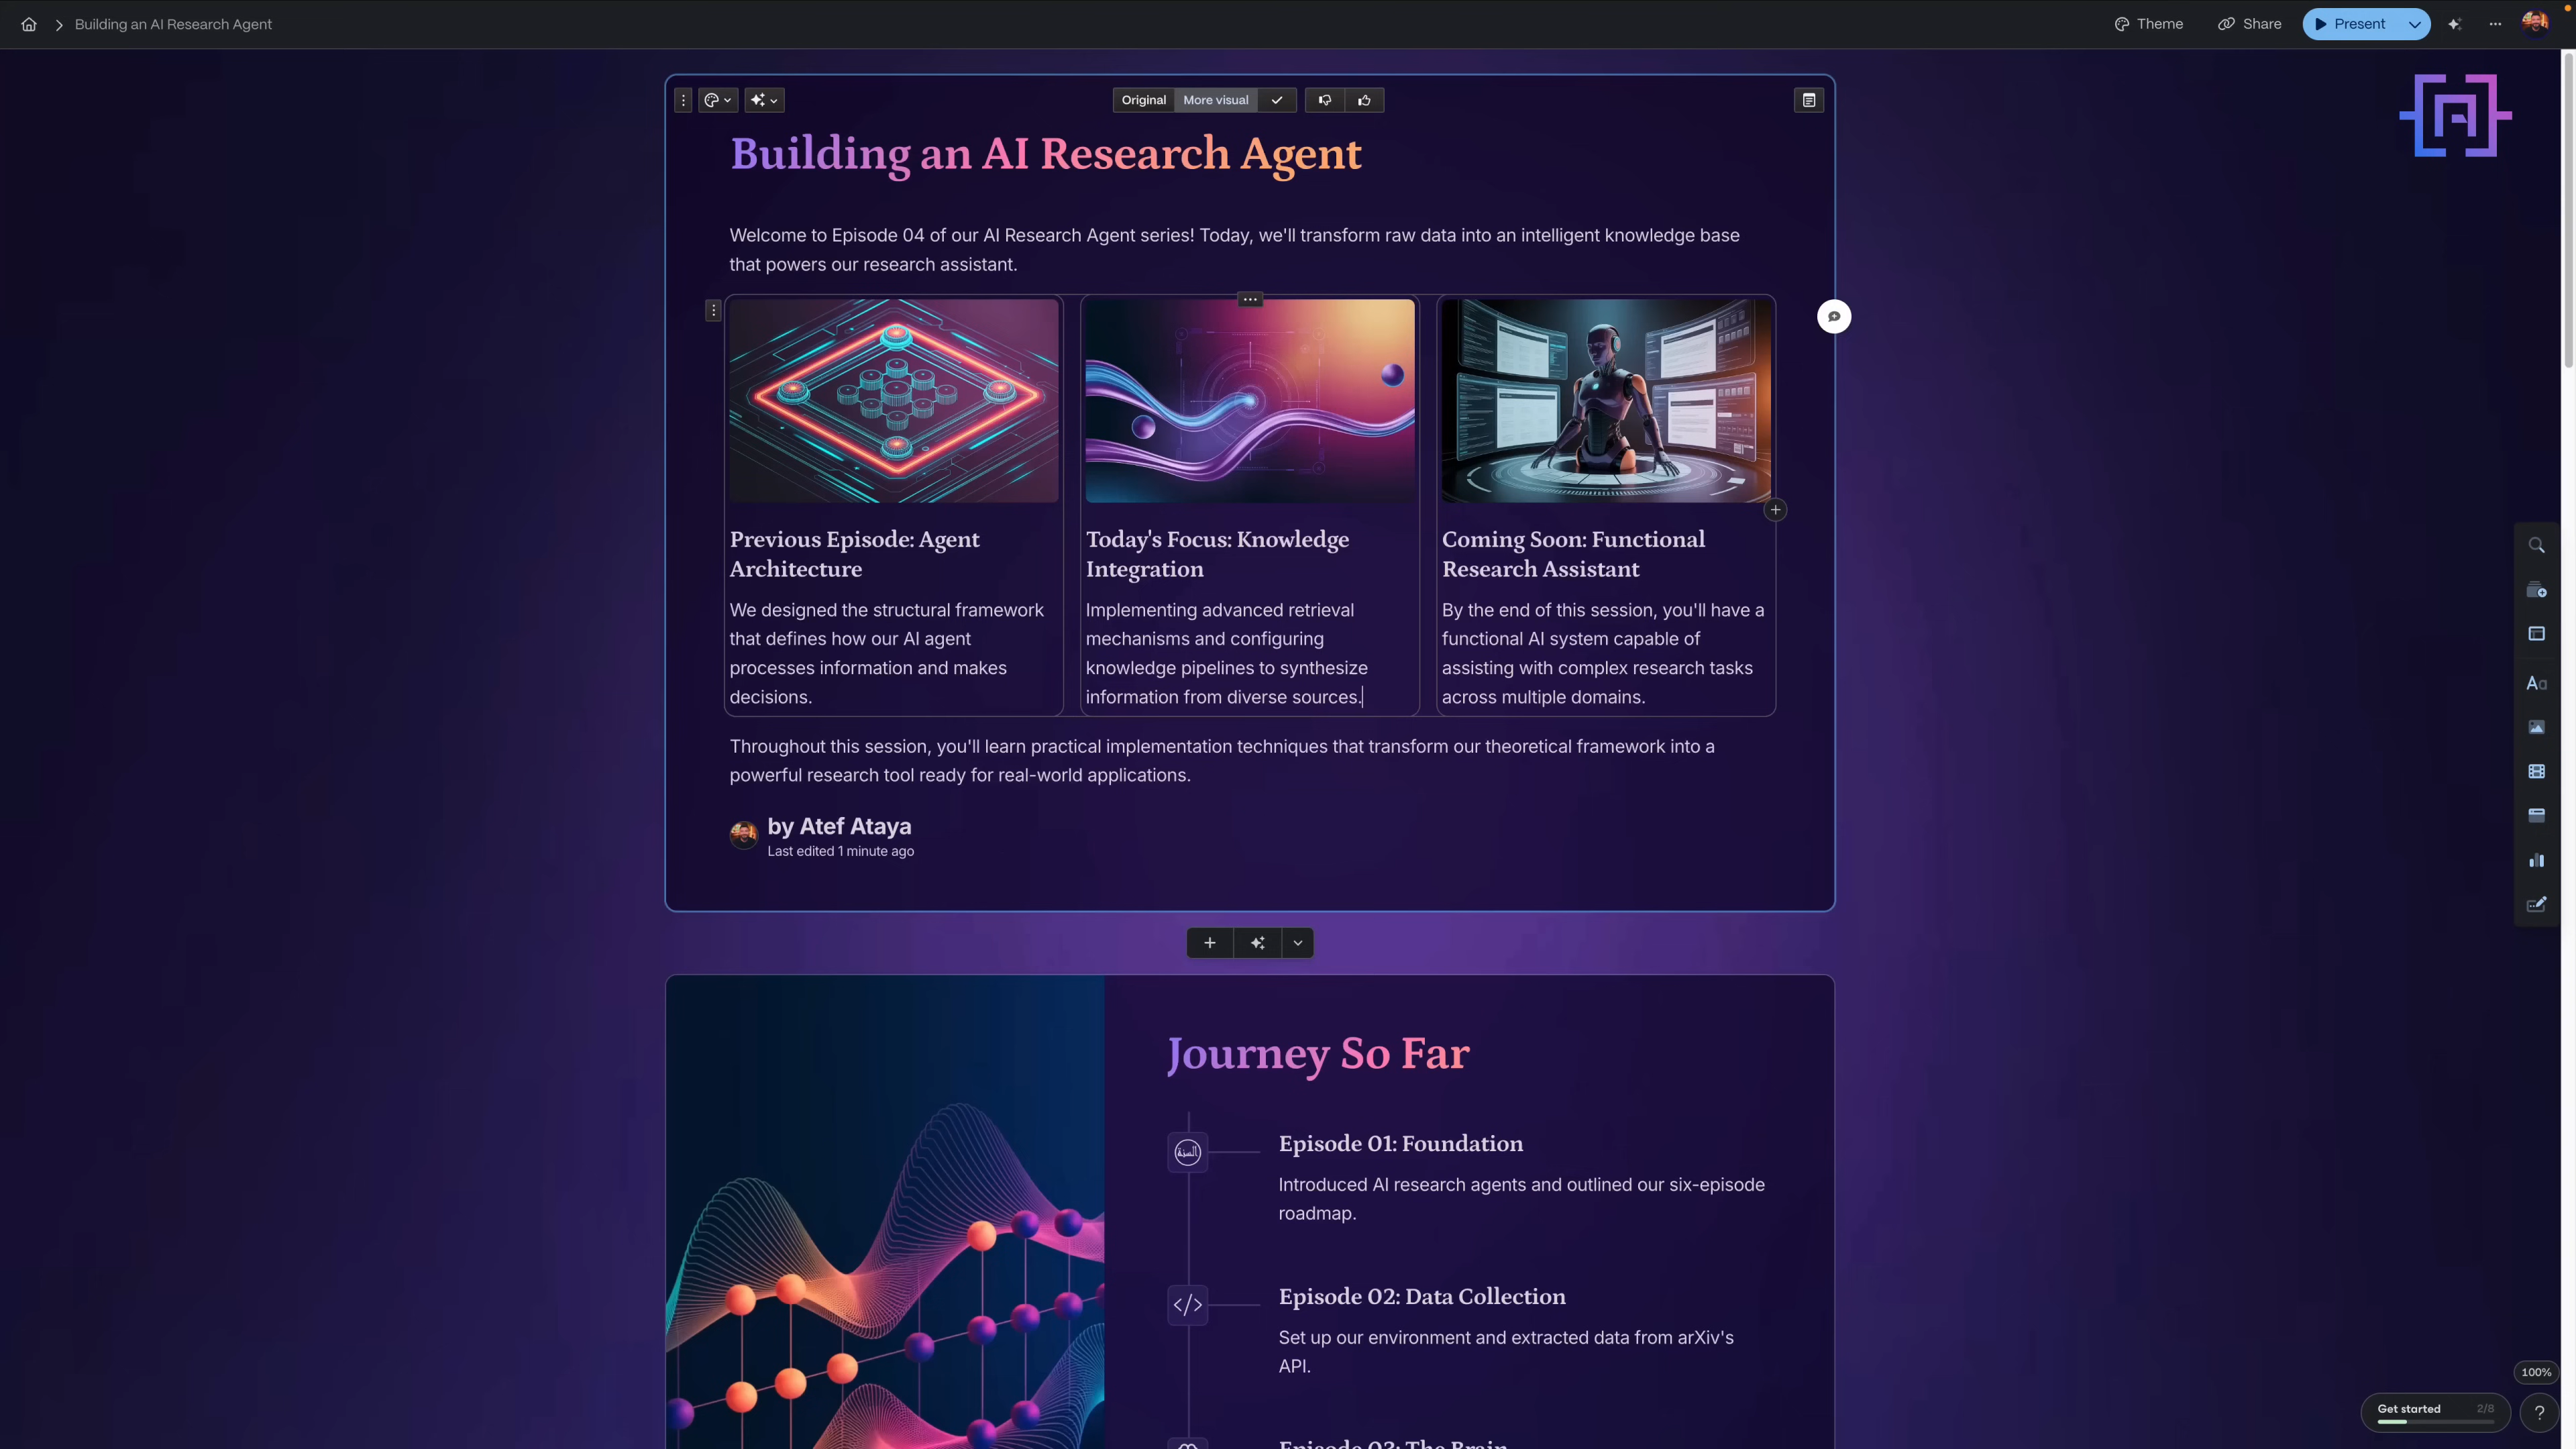 Building an AI Research Agent
Theme
Share
Present
Original
More visual
Building an AI Research Agent
Welcome to Episode 04 of our AI Research Agent series! Today, we'll transform raw data into an intelligent knowledge base
that powers our research assistant.
Previous Episode: Agent
Architecture
We designed the structural framework
that defines how our AI agent
processes information and makes
decisions.
Today's Focus: Knowledge
Integration
Implementing advanced retrieval
mechanisms and configuring
knowledge pipelines to synthesize
information from diverse sources.
Coming Soon: Functional
Research Assistant
By the end of this session, you'll have a
functional AI system capable of
assisting with complex research tasks
across multiple domains.
Throughout this session, you'll learn practical implementation techniques that transform our theoretical framework into a
powerful research tool ready for real-world applications.
by Atef Ataya
Last edited 1 minute ago
Aa
Journey So Far
السنة
Episode 01: Foundation
Introduced AI research agents and outlined our six-episode
roadmap.
</>
Episode 02: Data Collection
Set up our environment and extracted data from arXiv's
API.
Episode 03: The Brain
100%
Get started
2/8
?